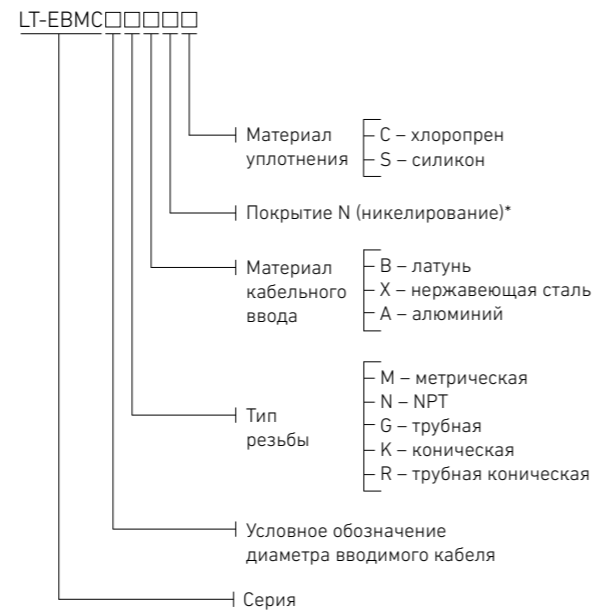 LT-EBMC□□□□□
Материал
уплотнения
С – хлоропрен
S – силикон
Покрытие N (никелирование)*
Материал
кабельного
ввода
В – латунь
Х – нержавеющая сталь
А – алюминий
Тип
резьбы
М – метрическая
N – NPT
G – трубная
К – коническая
R – трубная коническая
Условное обозначение
диаметра вводимого кабеля
Серия